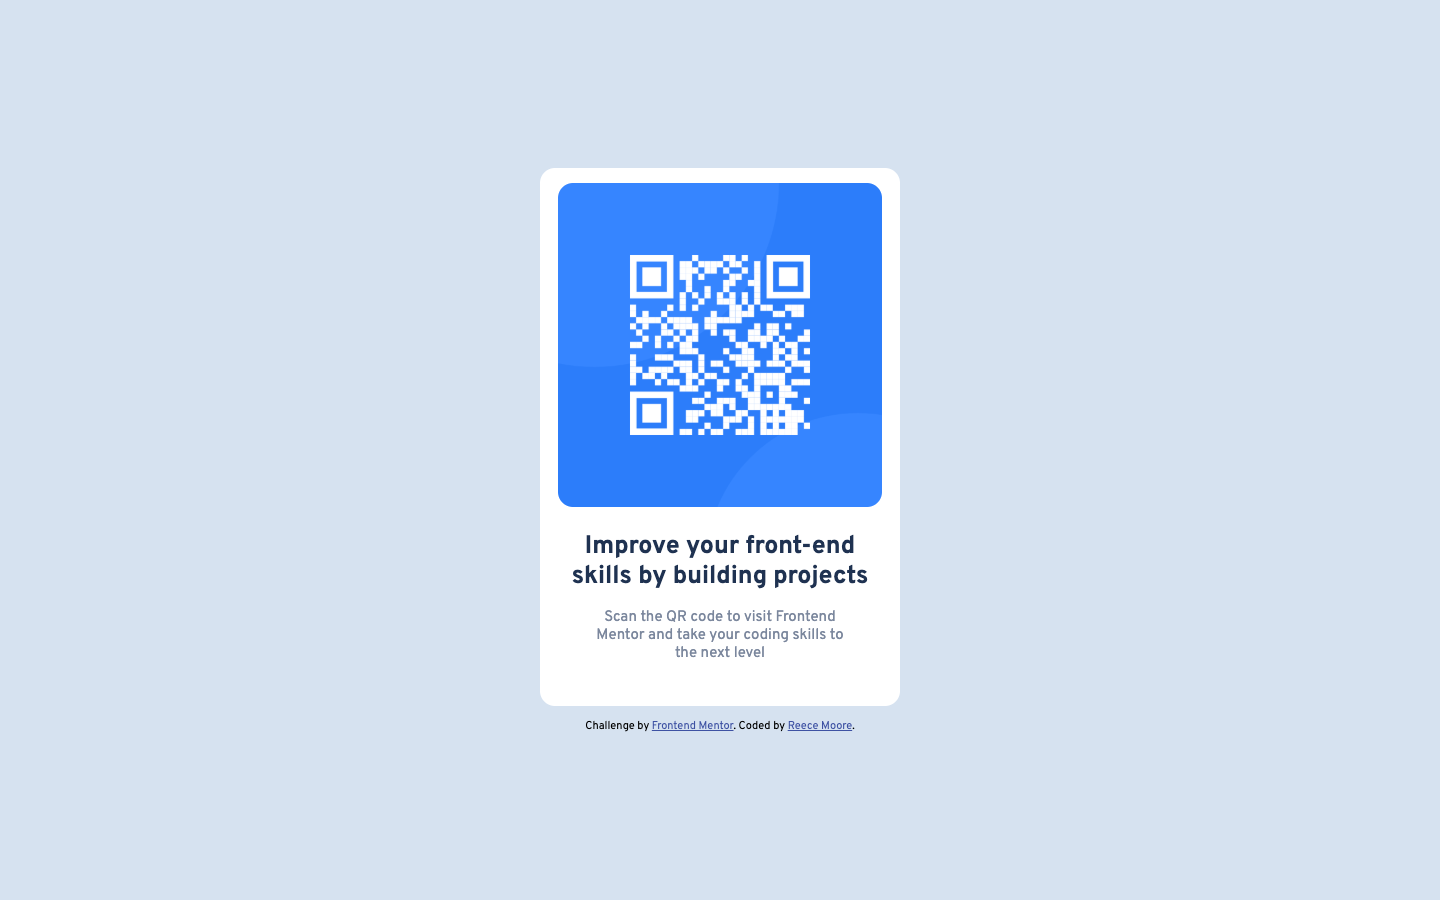 Improve your front-end
skills by building projects
Scan the QR code to visit Frontend
Mentor and take your coding skills to
the next level
Challenge by Frontend Mentor. Coded by Reece Moore.